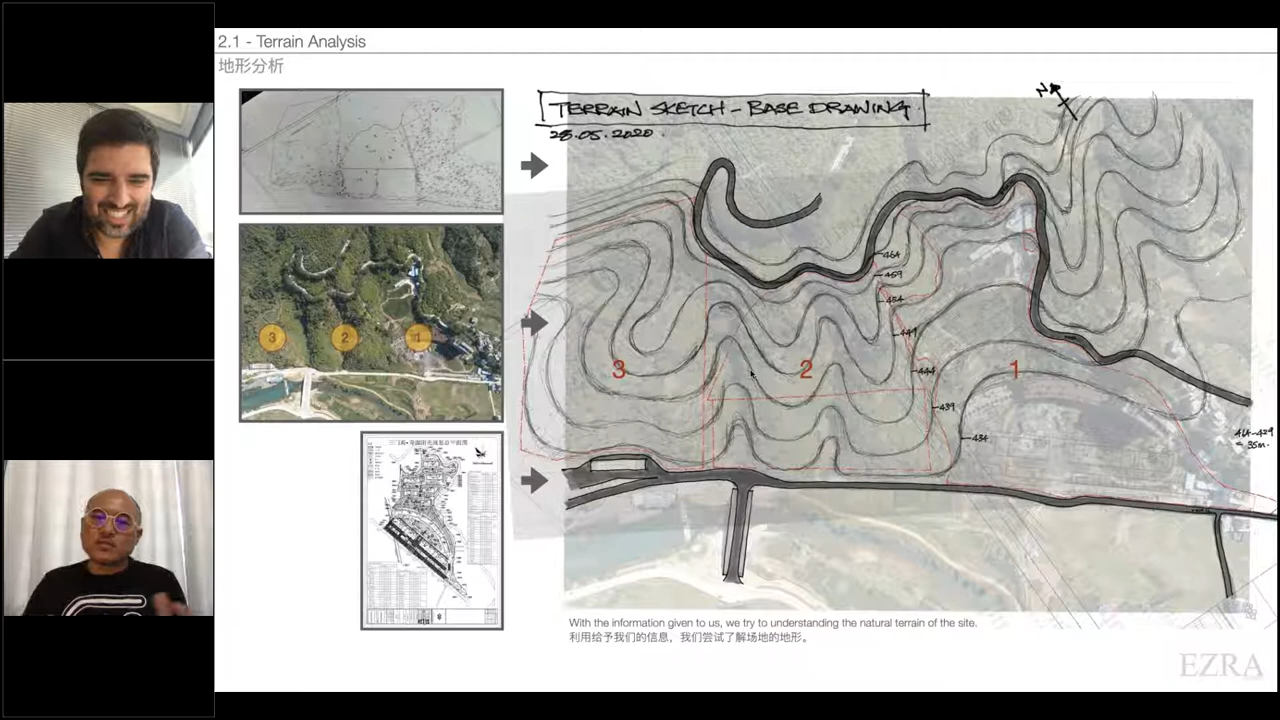 2.1 - Terrain Analysis
地形分析
TERRAIN SKETCH - BASE DRAWING
28.05.2020.
N
464
459
454
449
444
439
434
464-429
= 35m.
3
2
1
3
2
1
With the information given to us, we try to understanding the natural terrain of the site.
利用给予我们的信息，我们尝试了解场地的地形。
EZRA